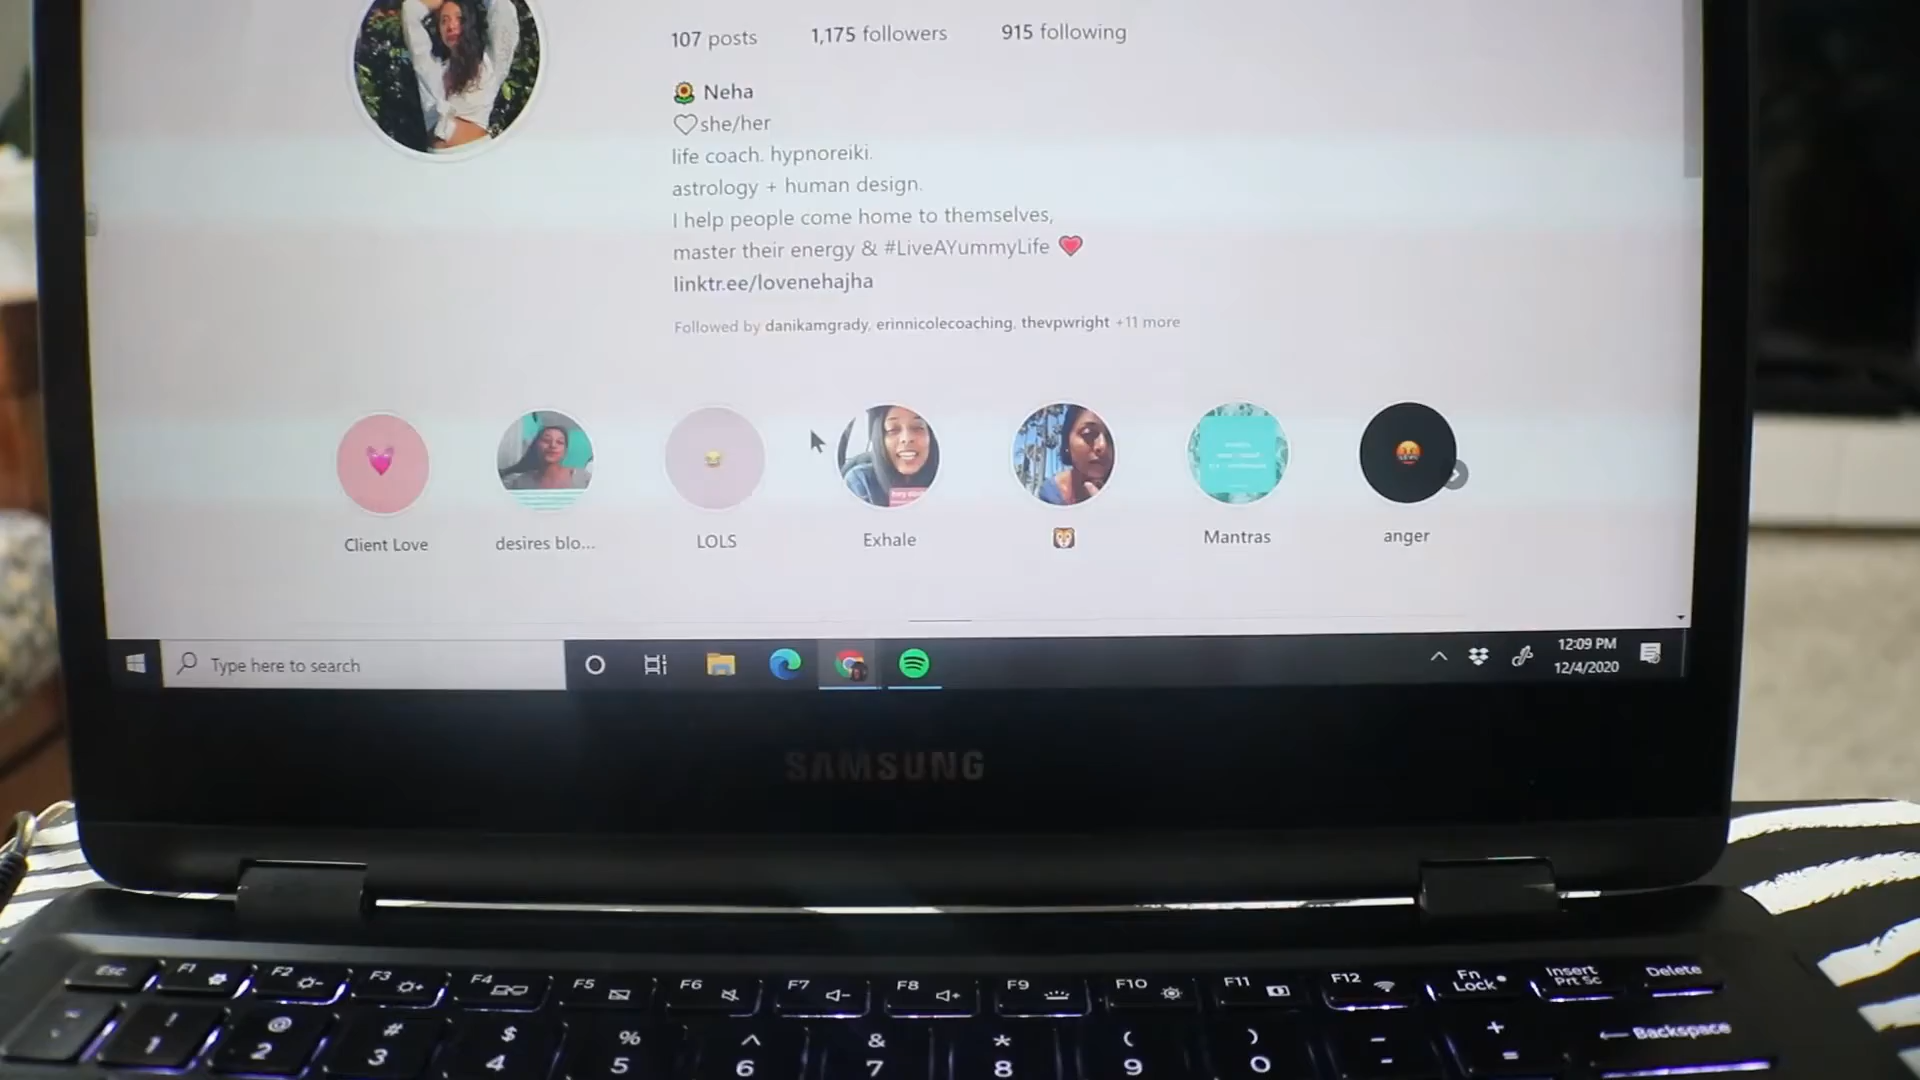 107 posts 1,175 followers 915 following
Neha
she/her
life coach. hypnoreiki.
astrology + human design.
I help people come home to themselves,
master their energy & #LiveAYummyLife
linktr.ee/lovenehajha
Followed by danikamgrady, erinnicolecoaching, thevpwright +11 more
Client Love desires blo... LOLS Exhale Mantras anger
Type here to search
12:09 PM
12/4/2020
SAMSUNG
Esc F1 F2 F3 F4 F5 F6 F7 F8 F9 F10 F11 F12 Fn Lock Insert Prt Sc Delete
! @ # $ % ^ & * ( ) - +
1 2 3 4 5 6 7 8 9 0 - = Backspace